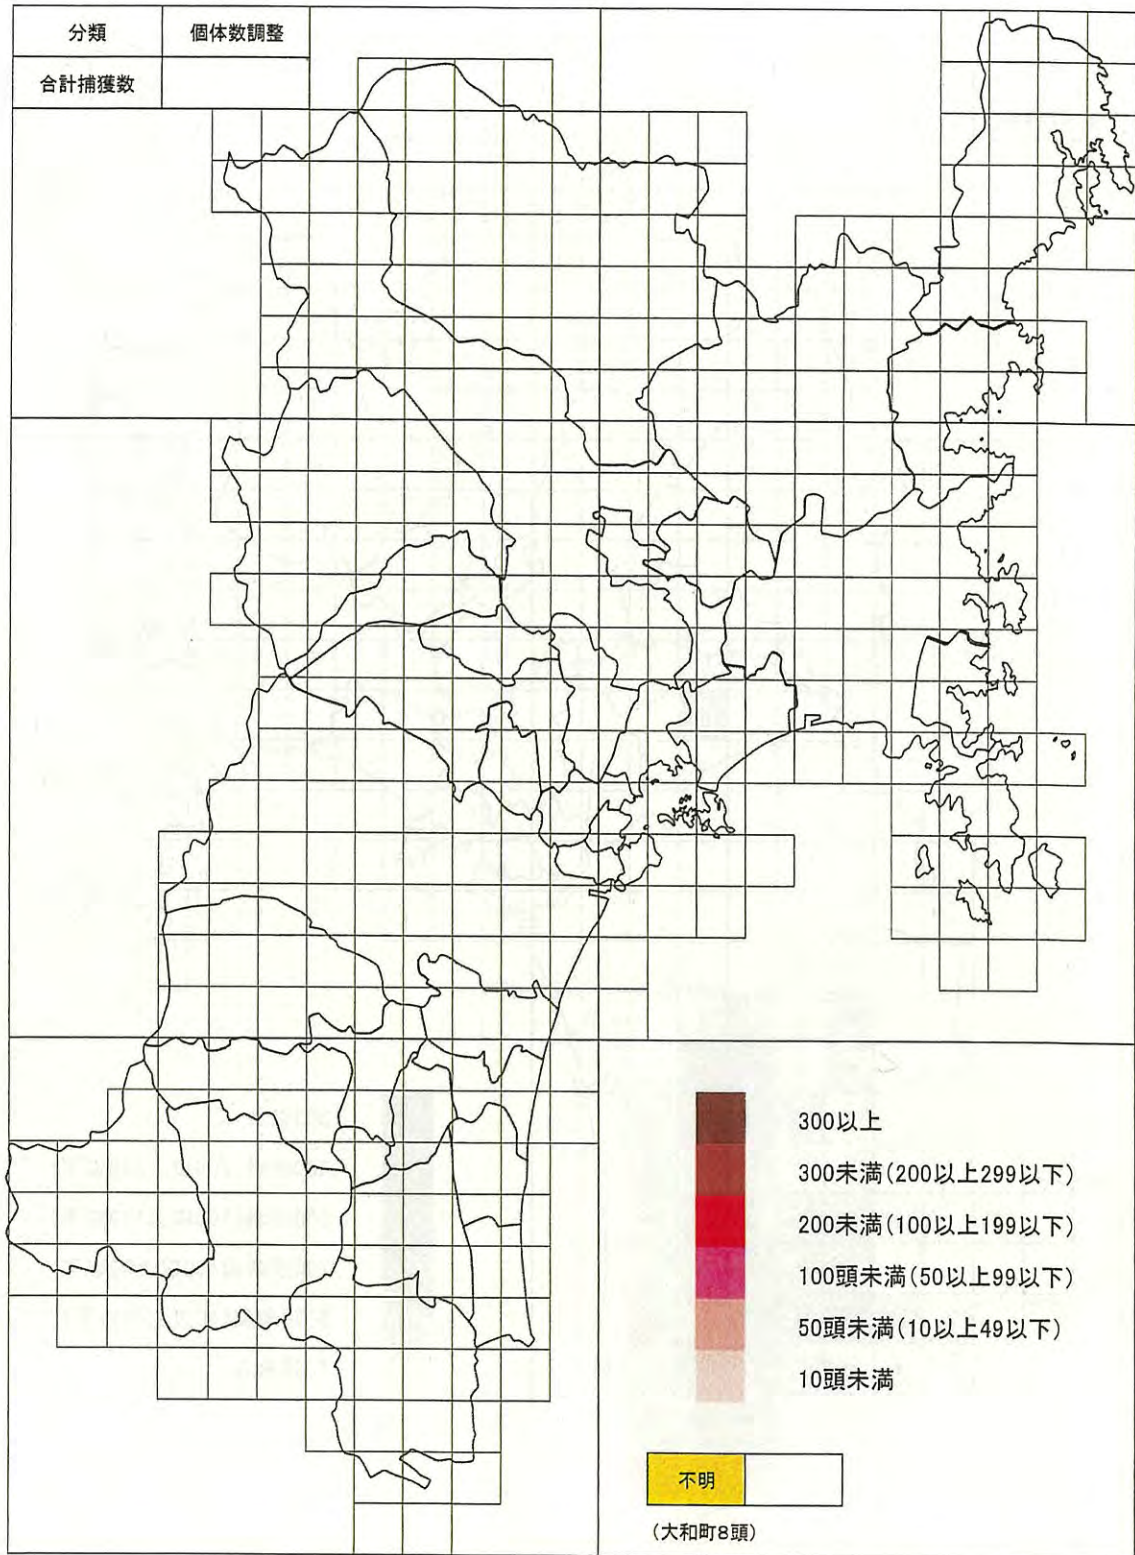 分類 個体数調整
合計捕獲数
300以上
300未満(200以上299以下)
200未満(100以上199以下)
100頭未満(50以上99以下)
50頭未満(10以上49以下)
10頭未満
不明
(大和町8頭)